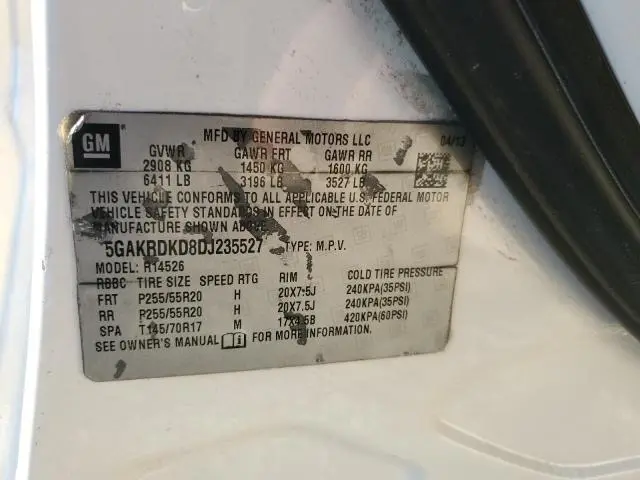 GM
MFD BY GENERAL MOTORS LLC 04/13
GVWR GAWR FRT GAWR RR
2908 KG 1450 KG 1600 KG
6411 LB 3196 LB 3527 LB
THIS VEHICLE CONFORMS TO ALL APPLICABLE U.S. FEDERAL MOTOR
VEHICLE SAFETY STANDARDS IN EFFECT ON THE DATE OF
MANUFACTURE SHOWN ABOVE.
5GAKRDKD8DJ235527 TYPE: M.P.V.
MODEL: R14526
RBBC TIRE SIZE SPEED RTG RIM COLD TIRE PRESSURE
FRT P255/55R20 H 20X7.5J 240KPA(35PSI)
RR P255/55R20 H 20X7.5J 240KPA(35PSI)
SPA T145/70R17 M 17X4.5B 420KPA(60PSI)
SEE OWNER'S MANUAL FOR MORE INFORMATION